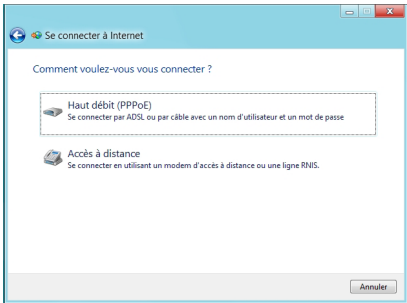 Se connecter à Internet
Comment voulez-vous vous connecter ?
Haut débit (PPPoE)
Se connecter par ADSL ou par câble avec un nom d'utilisateur et un mot de passe
Accès à distance
Se connecter en utilisant un modem d'accès à distance ou une ligne RNIS.
Annuler